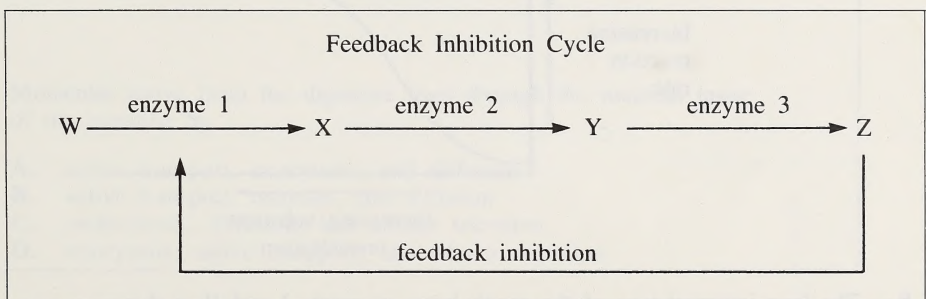 Feedback Inhibition Cycle
enzyme 1 enzyme 2 enzyme 3
W X Y Z
feedback inhibition